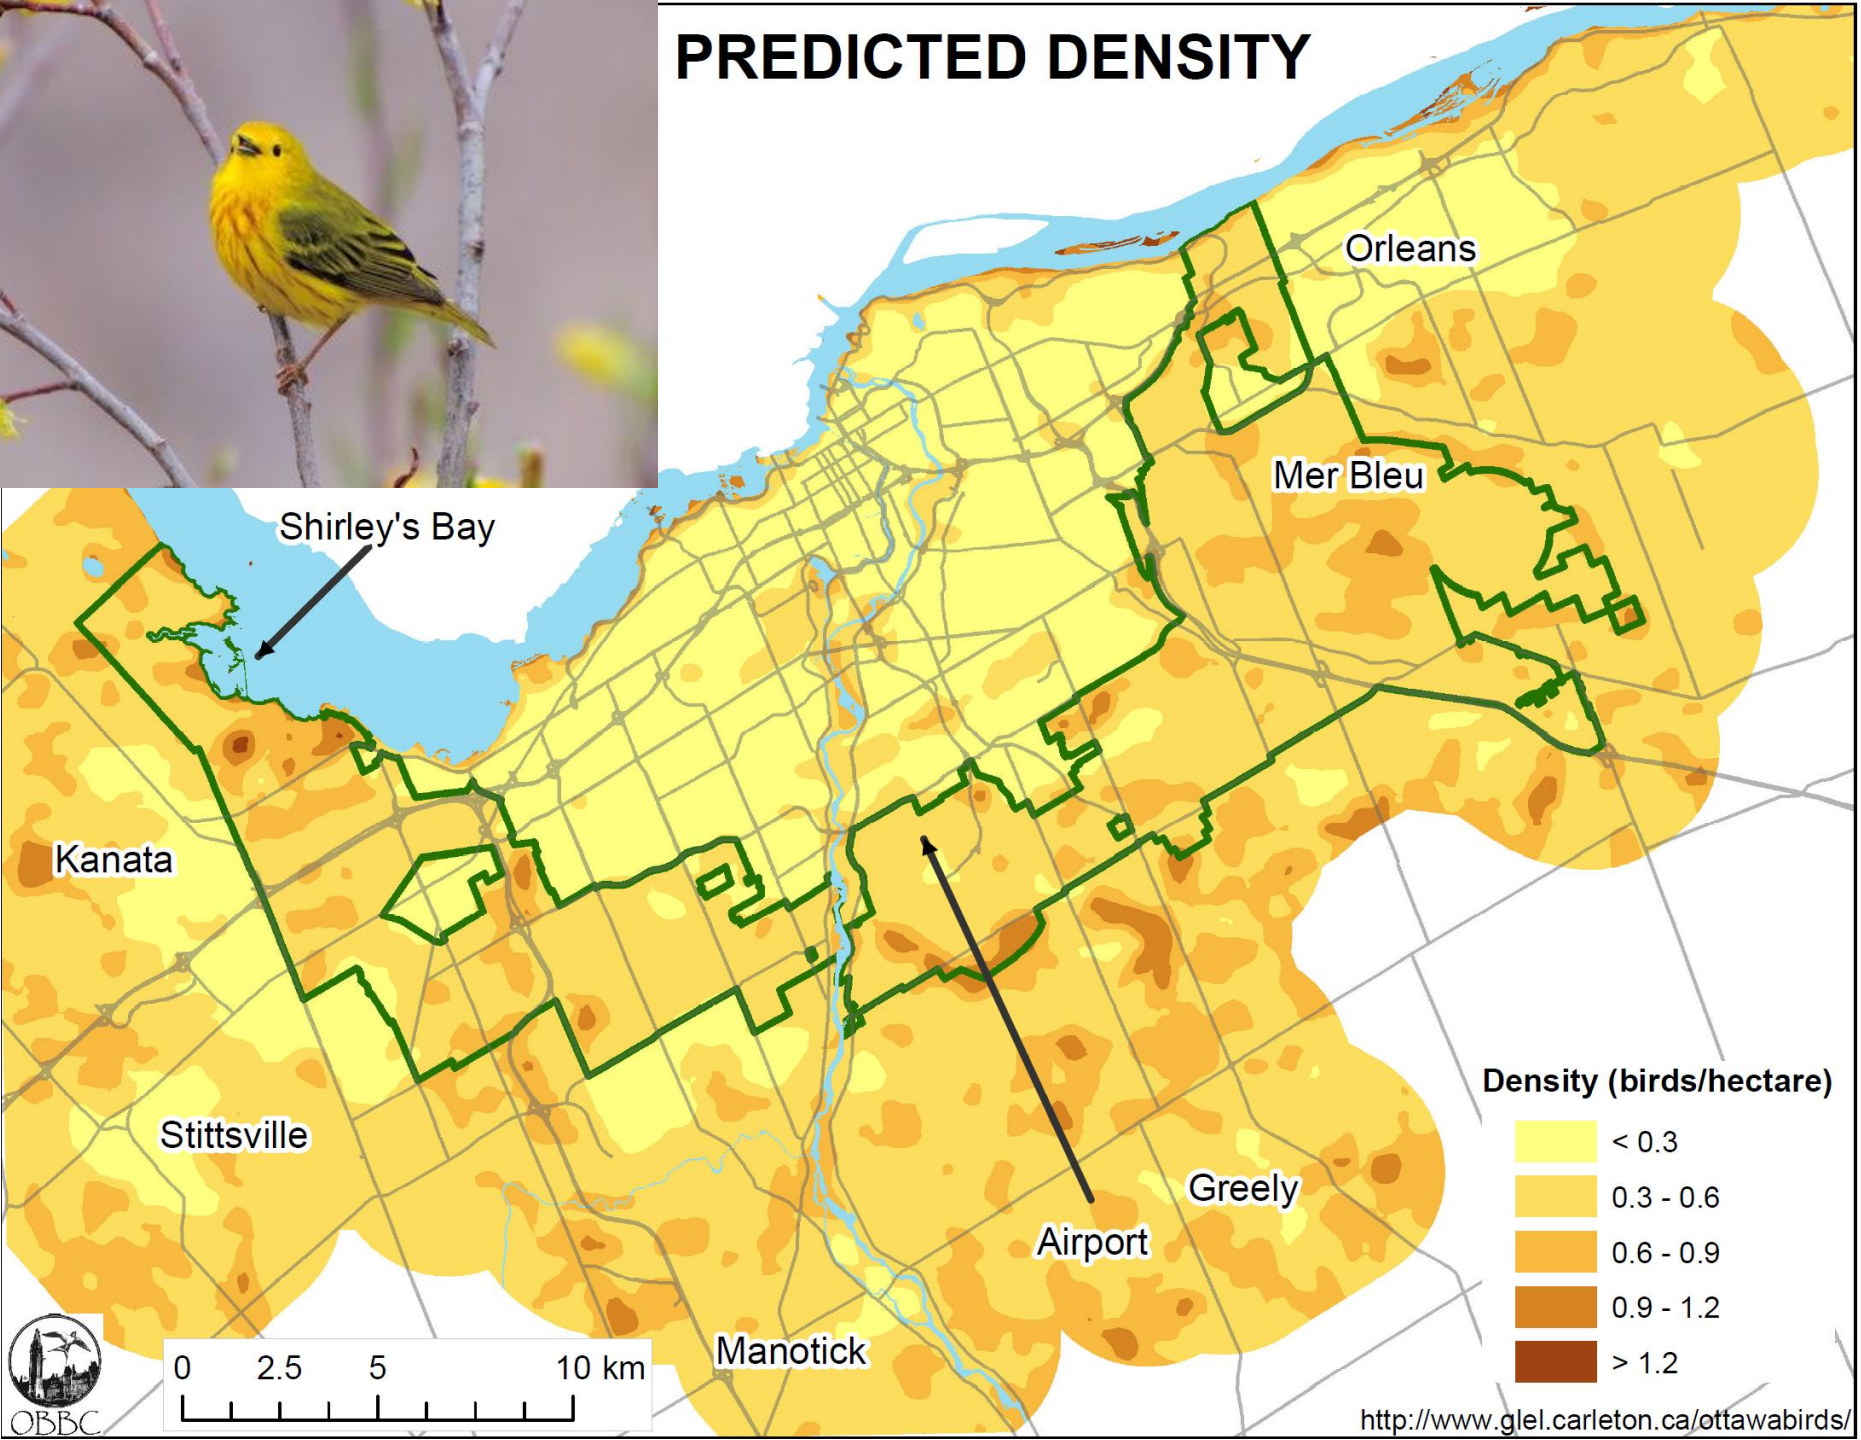 PREDICTED DENSITY
Orleans
Mer Bleu
Shirley's Bay
Kanata
Stittsville
Greely
Airport
Manotick
Density (birds/hectare)
< 0.3
0.3 - 0.6
0.6 - 0.9
0.9 - 1.2
> 1.2
0 2.5 5 10 km
OBBC
http://www.glel.carleton.ca/ottawabirds/